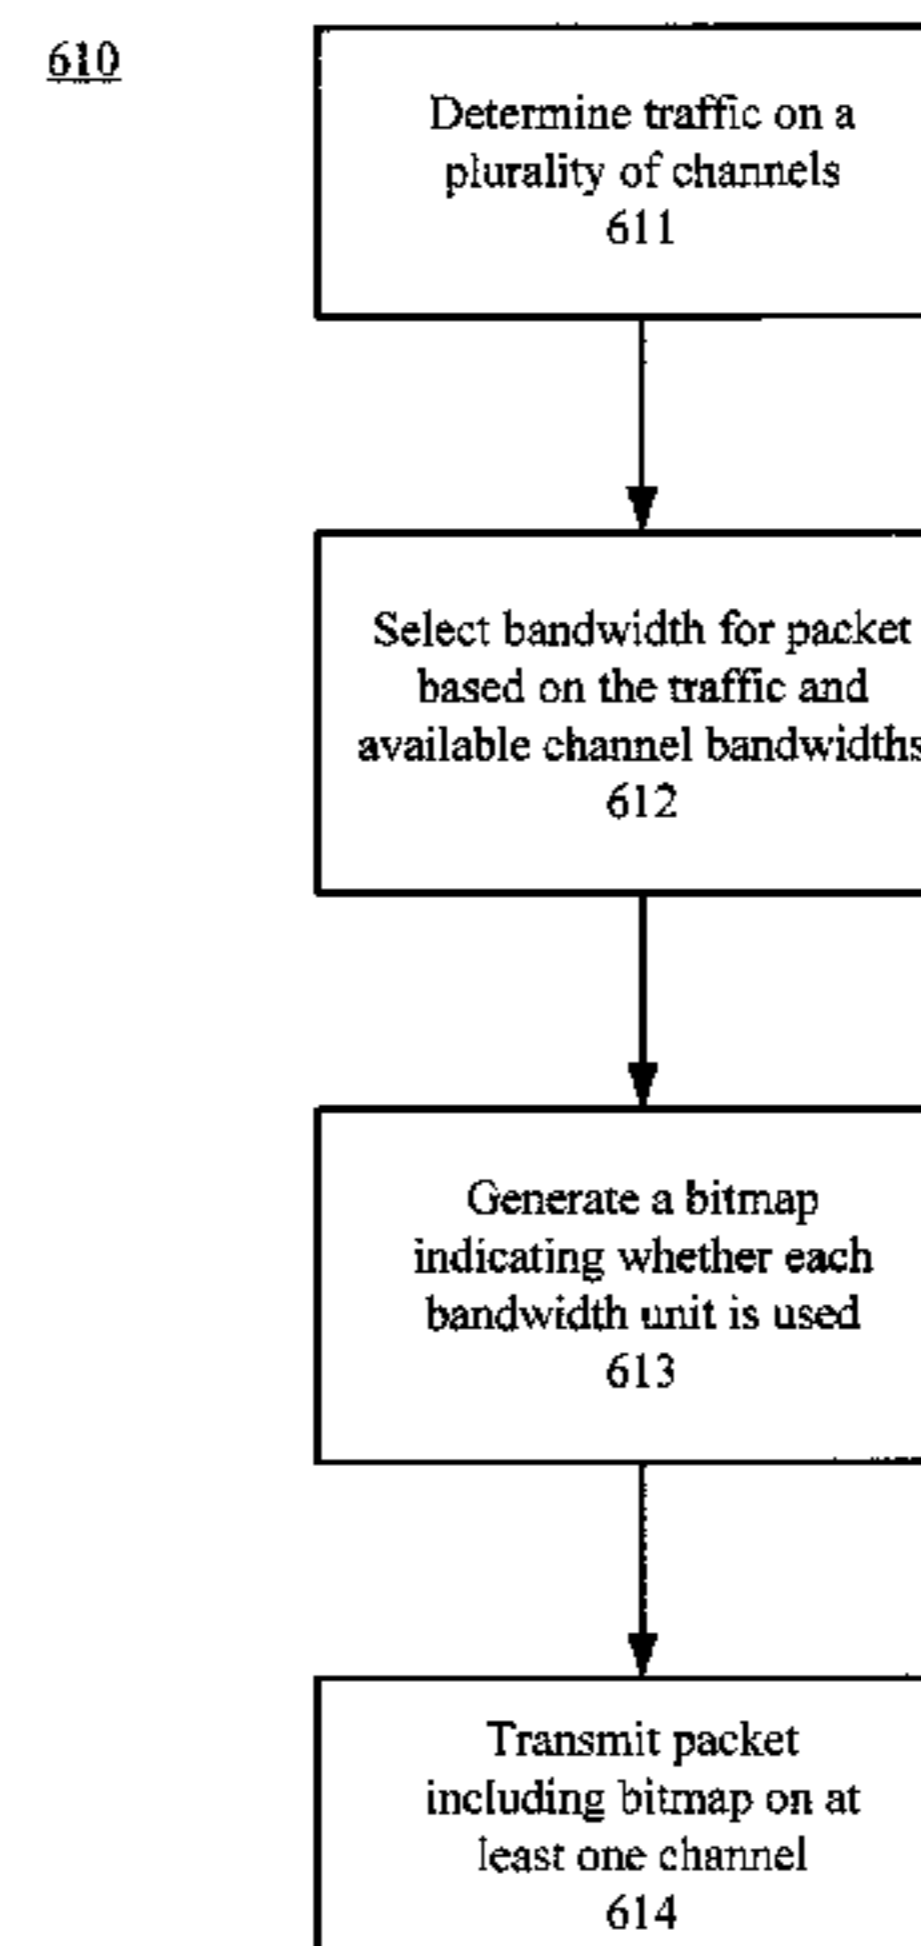 610
Determine traffic on a
plurality of channels
611
Select bandwidth for packet
based on the traffic and
available channel bandwidths
612
Generate a bitmap
indicating whether each
bandwidth unit is used
613
Transmit packet
including bitmap on at
least one channel
614